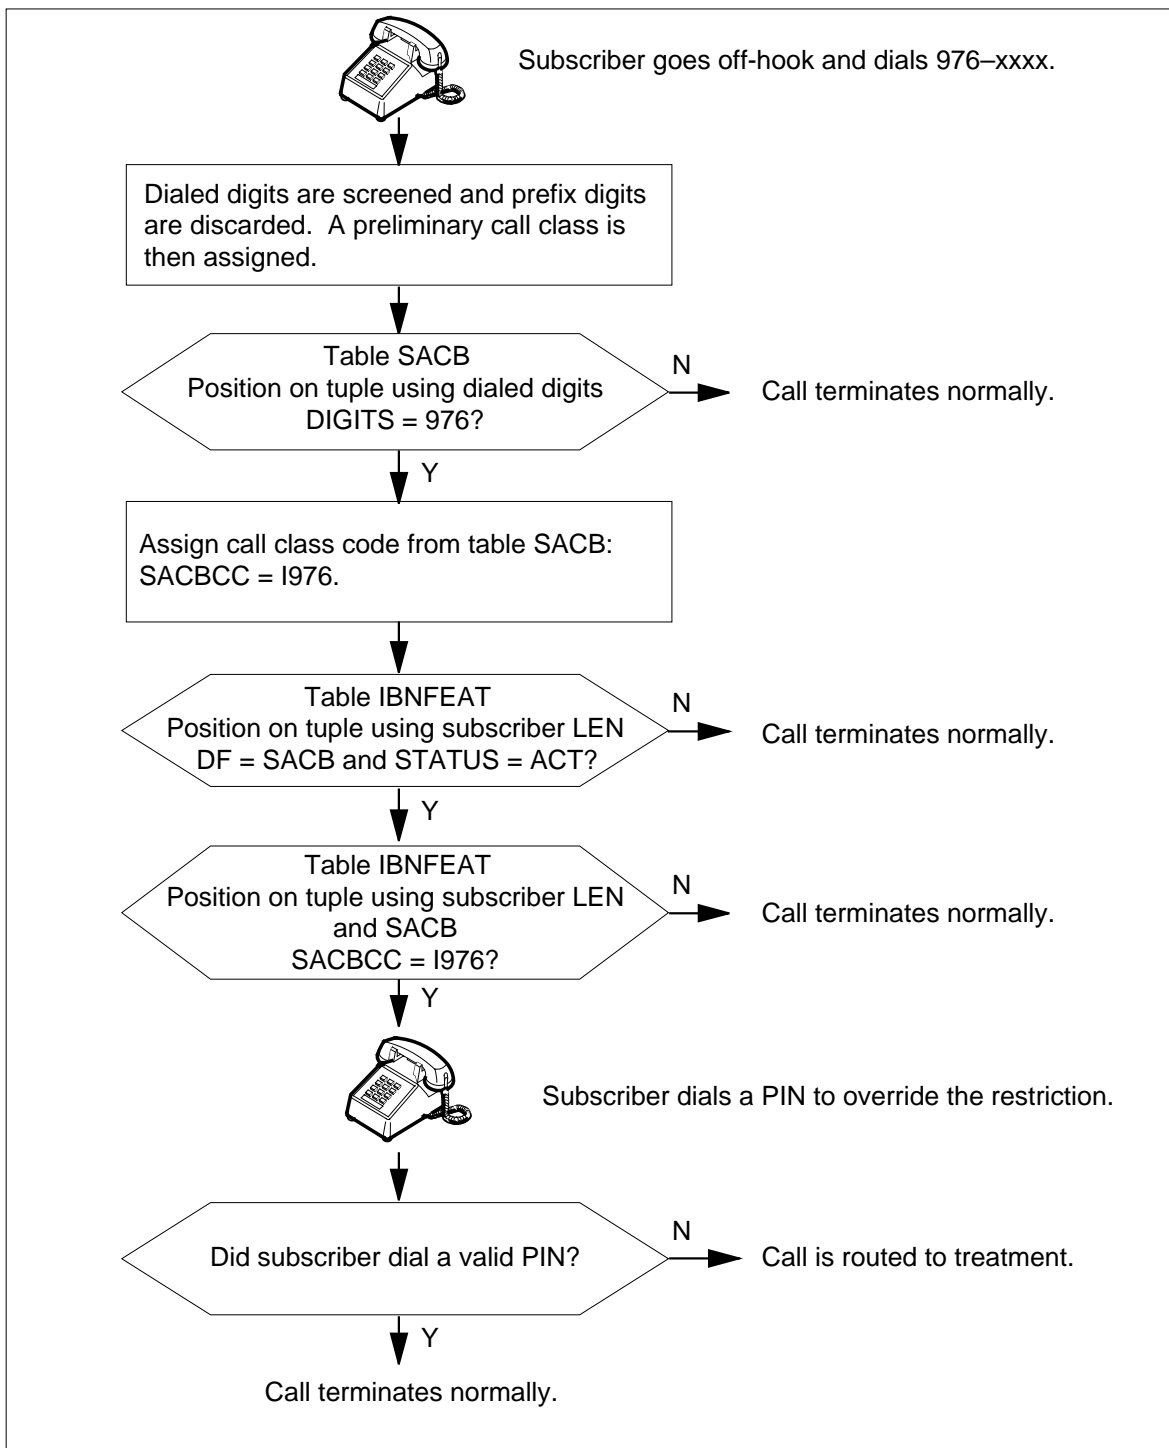 Subscriber goes off-hook and dials 976–xxxx.
Dialed digits are screened and prefix digits
are discarded. A preliminary call class is
then assigned.
Table SACB
Position on tuple using dialed digits
DIGITS = 976?
N
Call terminates normally.
Y
Assign call class code from table SACB:
SACBCC = I976.
Table IBNFEAT
Position on tuple using subscriber LEN
DF = SACB and STATUS = ACT?
N
Call terminates normally.
Y
Table IBNFEAT
Position on tuple using subscriber LEN
and SACB
SACBCC = I976?
N
Call terminates normally.
Y
Subscriber dials a PIN to override the restriction.
Did subscriber dial a valid PIN?
N
Call is routed to treatment.
Y
Call terminates normally.